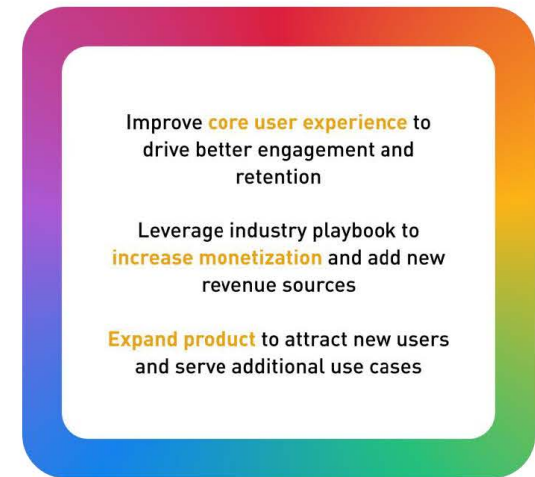 Improve core user experience to
drive better engagement and
retention
Leverage industry playbook to
increase monetization and add new
revenue sources
Expand product to attract new users
and serve additional use cases